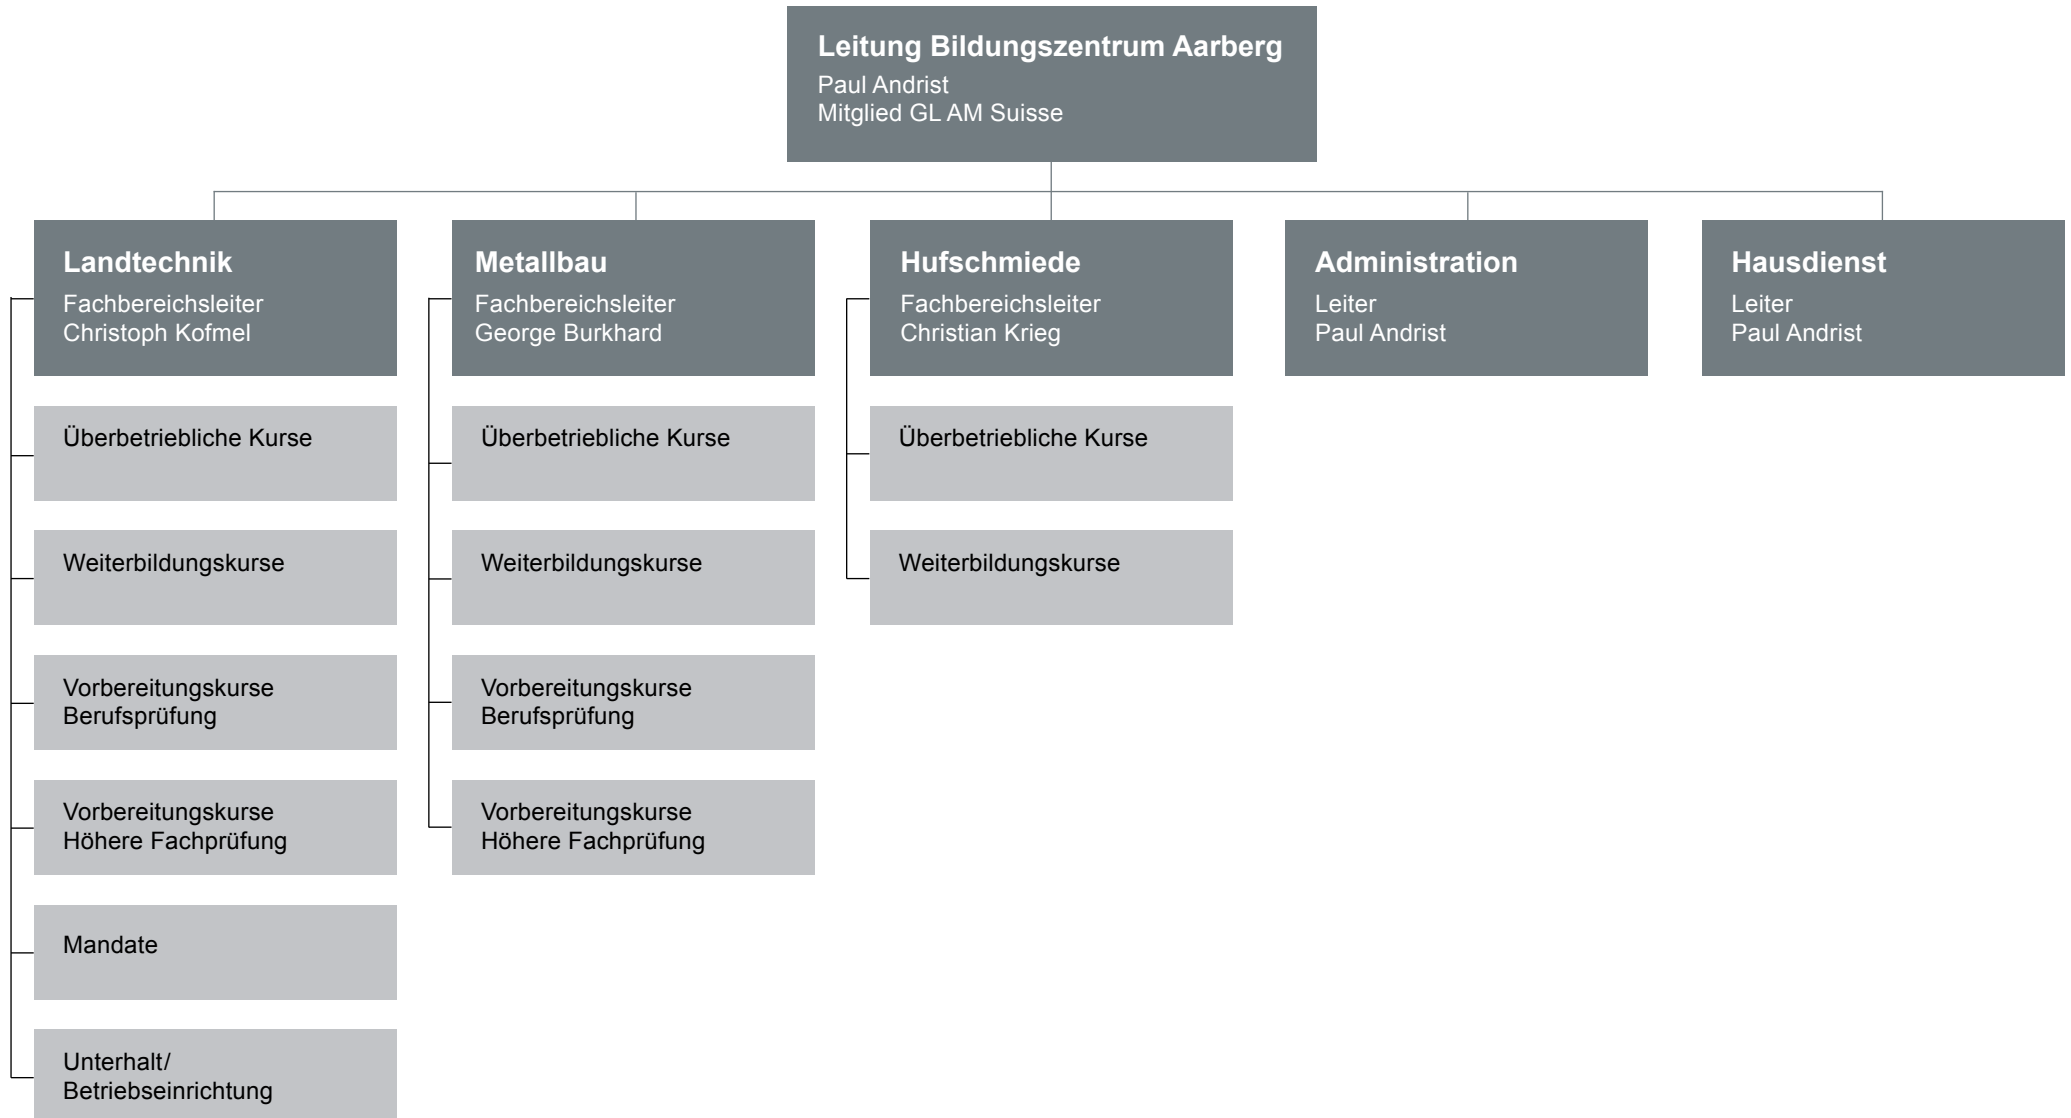 Leitung Bildungszentrum Aarberg
Paul Andrist
Mitglied GL AM Suisse
Landtechnik
Fachbereichsleiter
Christoph Kofmel
Überbetriebliche Kurse
Weiterbildungskurse
Vorbereitungskurse
Berufsprüfung
Vorbereitungskurse
Höhere Fachprüfung
Mandate
Unterhalt/
Betriebseinrichtung
Metallbau
Fachbereichsleiter
George Burkhard
Überbetriebliche Kurse
Weiterbildungskurse
Vorbereitungskurse
Berufsprüfung
Vorbereitungskurse
Höhere Fachprüfung
Hufschmiede
Fachbereichsleiter
Christian Krieg
Überbetriebliche Kurse
Weiterbildungskurse
Administration
Leiter
Paul Andrist
Hausdienst
Leiter
Paul Andrist